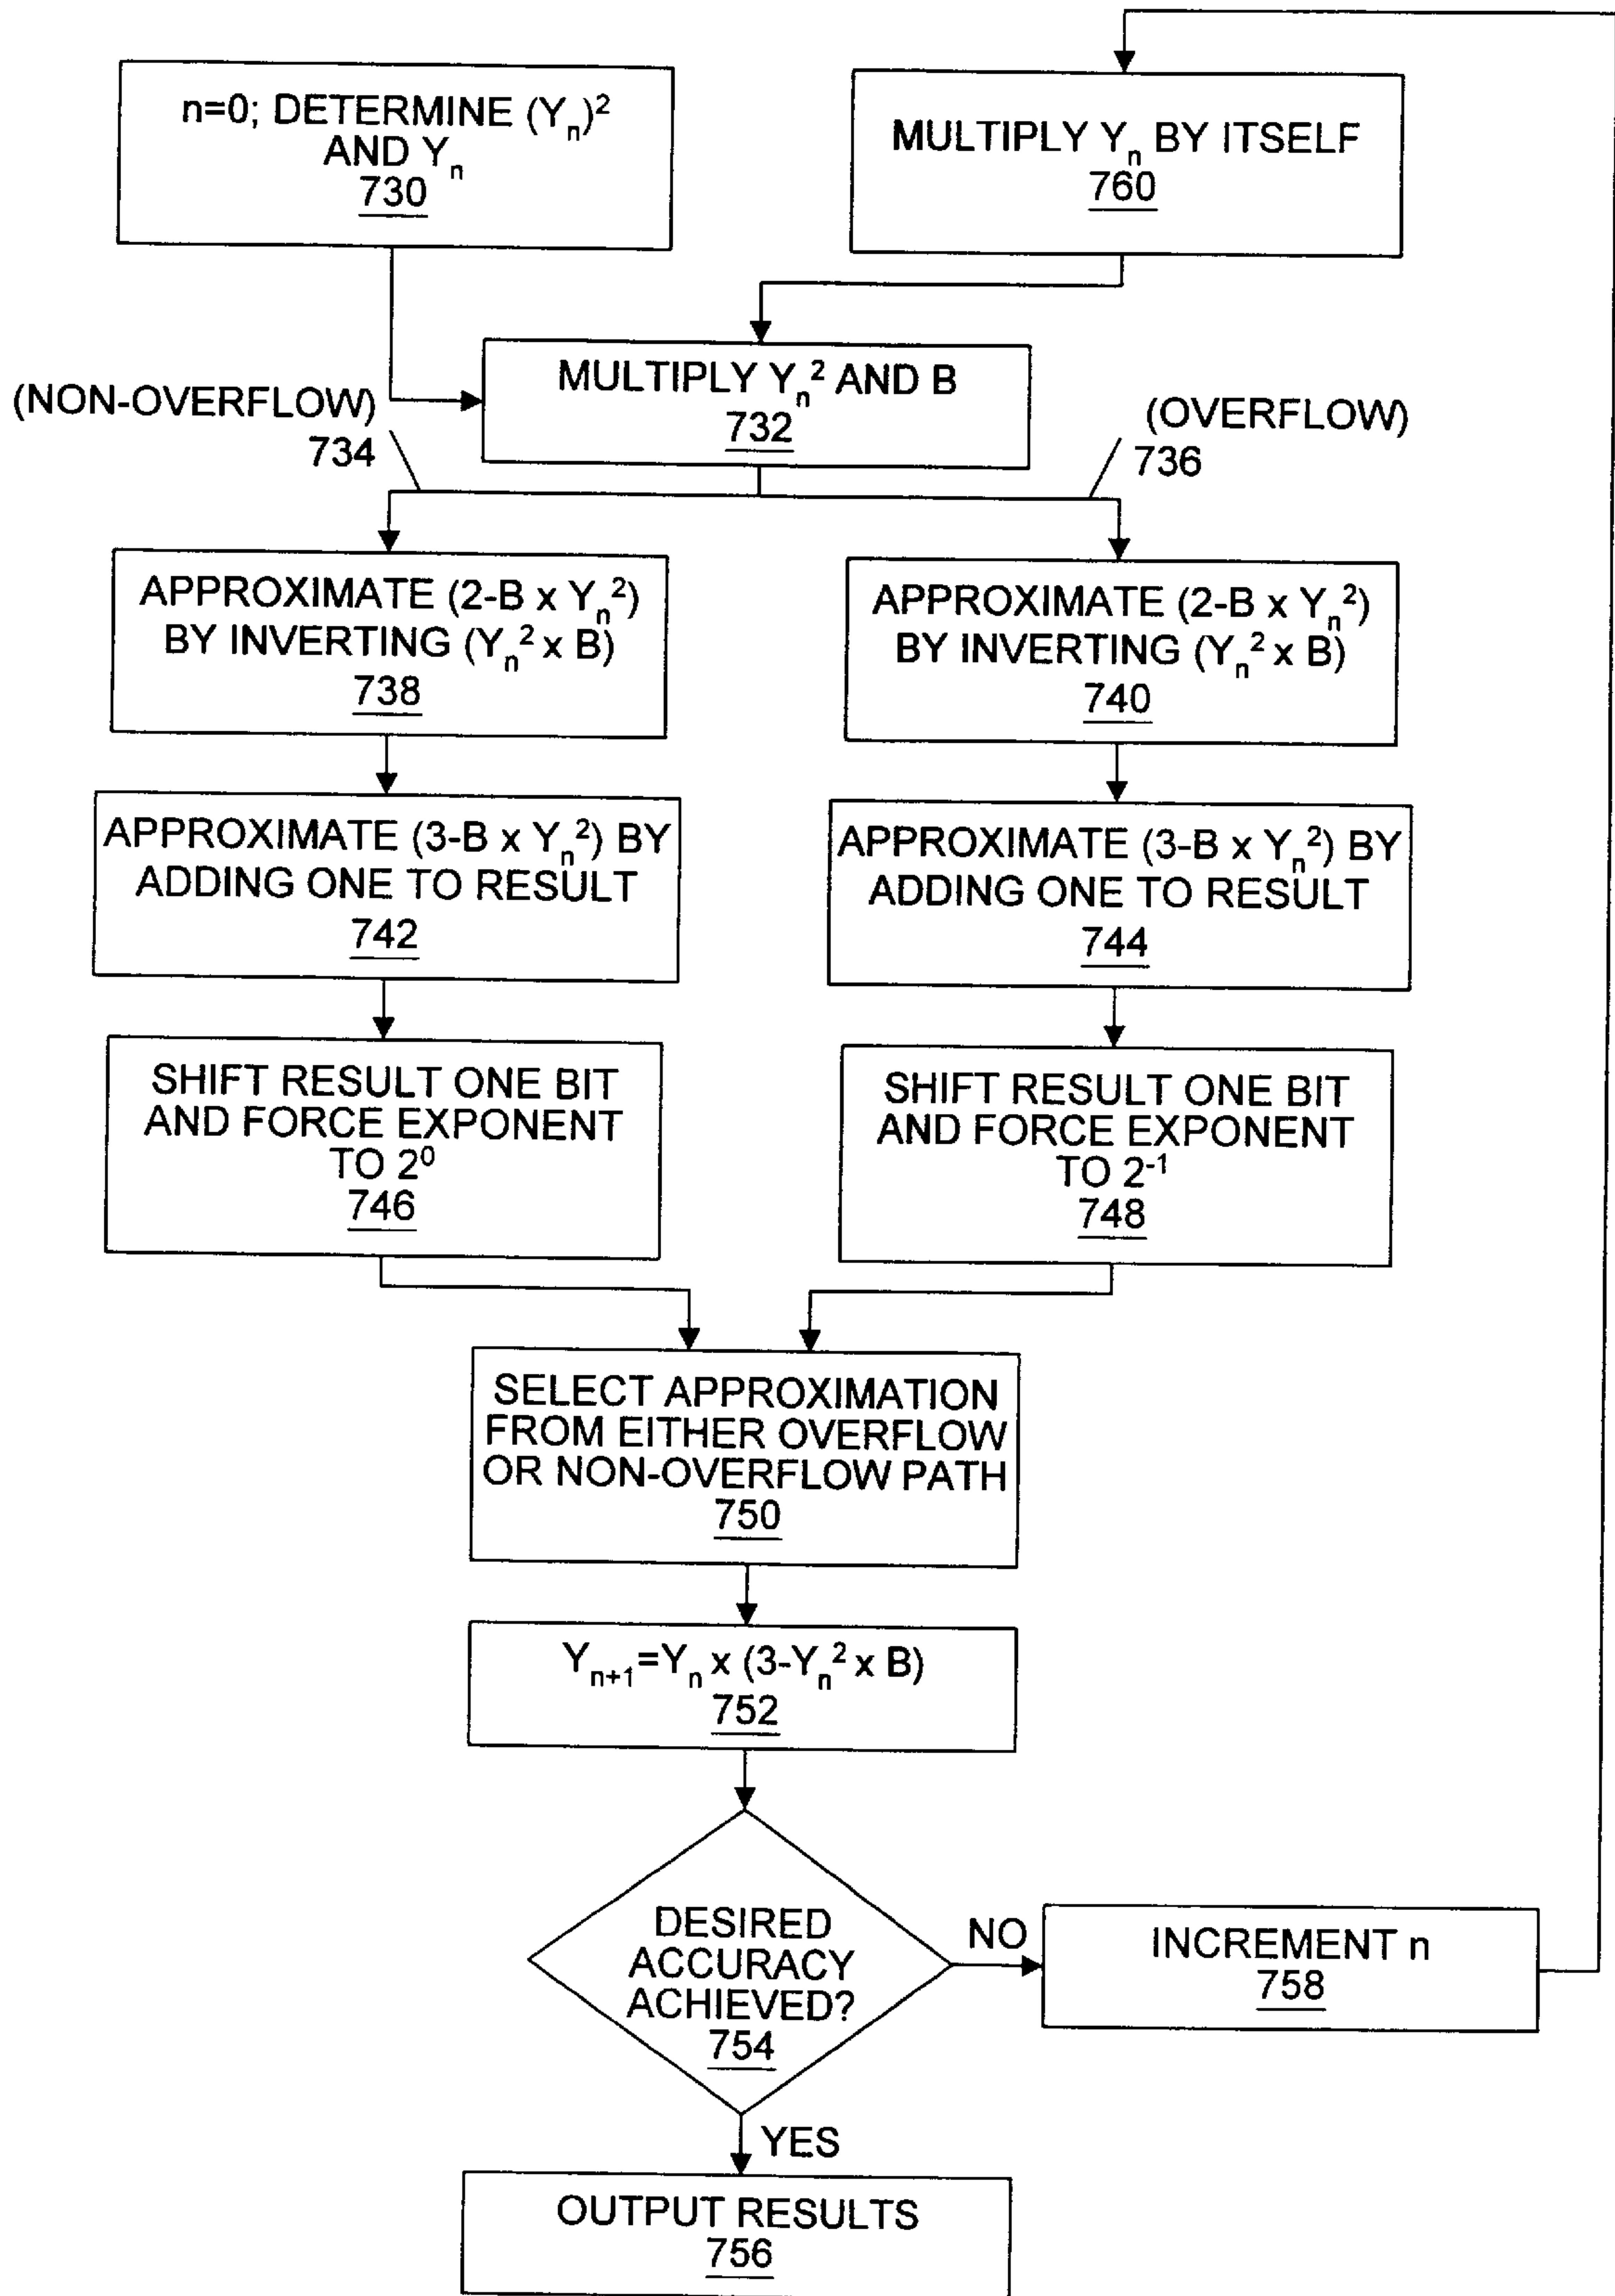 n=0; DETERMINE (Yₙ)²
AND Yₙ
730
MULTIPLY Yₙ BY ITSELF
760
MULTIPLY Yₙ² AND B
732
(NON-OVERFLOW)
734
(OVERFLOW)
736
APPROXIMATE (2-B x Yₙ²)
BY INVERTING (Yₙ² x B)
738
APPROXIMATE (2-B x Yₙ²)
BY INVERTING (Yₙ² x B)
740
APPROXIMATE (3-B x Yₙ²) BY
ADDING ONE TO RESULT
742
APPROXIMATE (3-B x Yₙ²) BY
ADDING ONE TO RESULT
744
SHIFT RESULT ONE BIT
AND FORCE EXPONENT
TO 2⁰
746
SHIFT RESULT ONE BIT
AND FORCE EXPONENT
TO 2⁻¹
748
SELECT APPROXIMATION
FROM EITHER OVERFLOW
OR NON-OVERFLOW PATH
750
Yₙ₊₁=Yₙ x (3-Yₙ² x B)
752
DESIRED
ACCURACY
ACHIEVED?
754
NO
INCREMENT n
758
YES
OUTPUT RESULTS
756